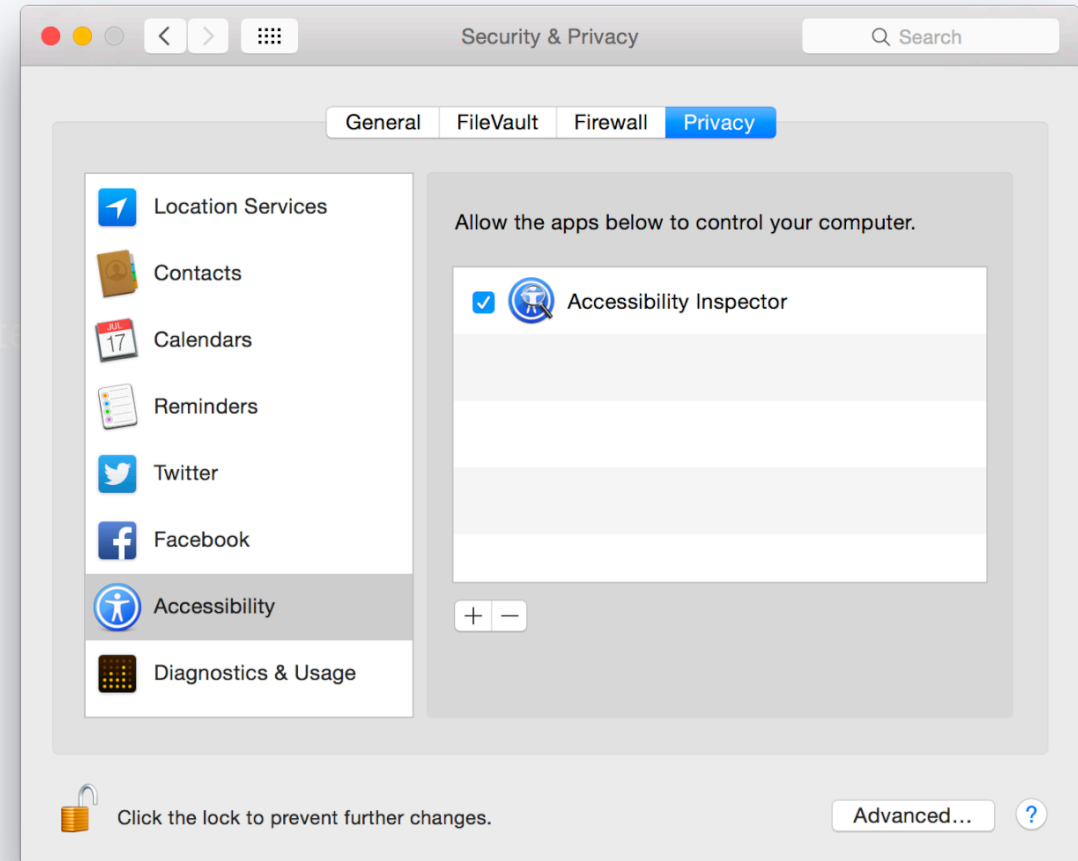 Security & Privacy
Search
General FileVault Firewall Privacy
Location Services
Contacts
JUL
17
Calendars
Reminders
Twitter
Facebook
Accessibility
Diagnostics & Usage
Allow the apps below to control your computer.
Accessibility Inspector
Click the lock to prevent further changes.
Advanced...
?